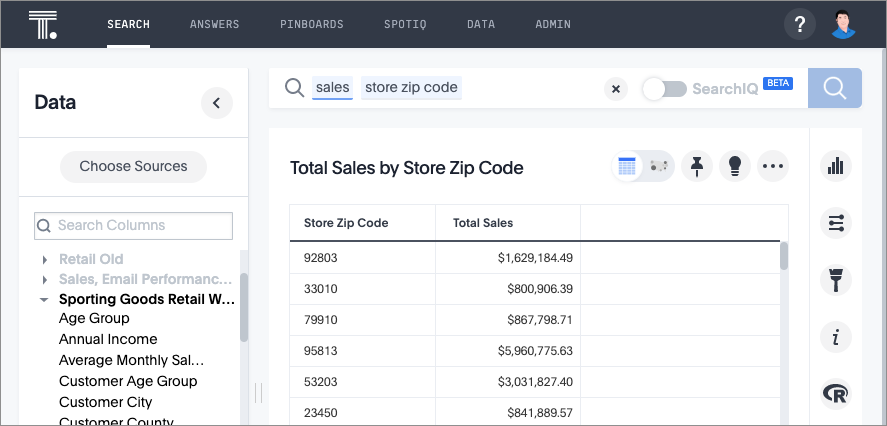 T.
SEARCH ANSWERS PINBOARDS SPOTIQ DATA ADMIN ?
Data
sales store zip code SearchIQ BETA
Choose Sources
Search Columns
Retail Old
Sales, Email Performanc...
Sporting Goods Retail W...
Age Group
Annual Income
Average Monthly Sal...
Customer Age Group
Customer City
Customer County
Total Sales by Store Zip Code
Store Zip Code Total Sales
92803 $1,629,184.49
33010 $800,906.39
79910 $867,798.71
95813 $5,960,775.63
53203 $3,031,827.40
23450 $841,889.57
i
R